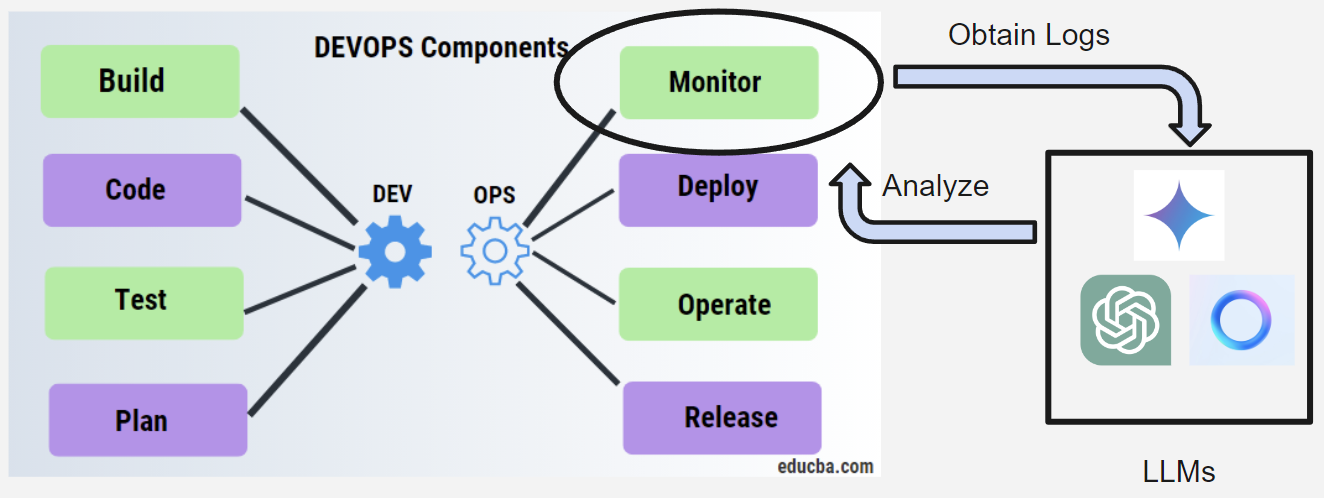 DEVOPS Components
Build
Code
Test
Plan
DEV
OPS
Monitor
Deploy
Operate
Release
educba.com
Obtain Logs
Analyze
LLMs